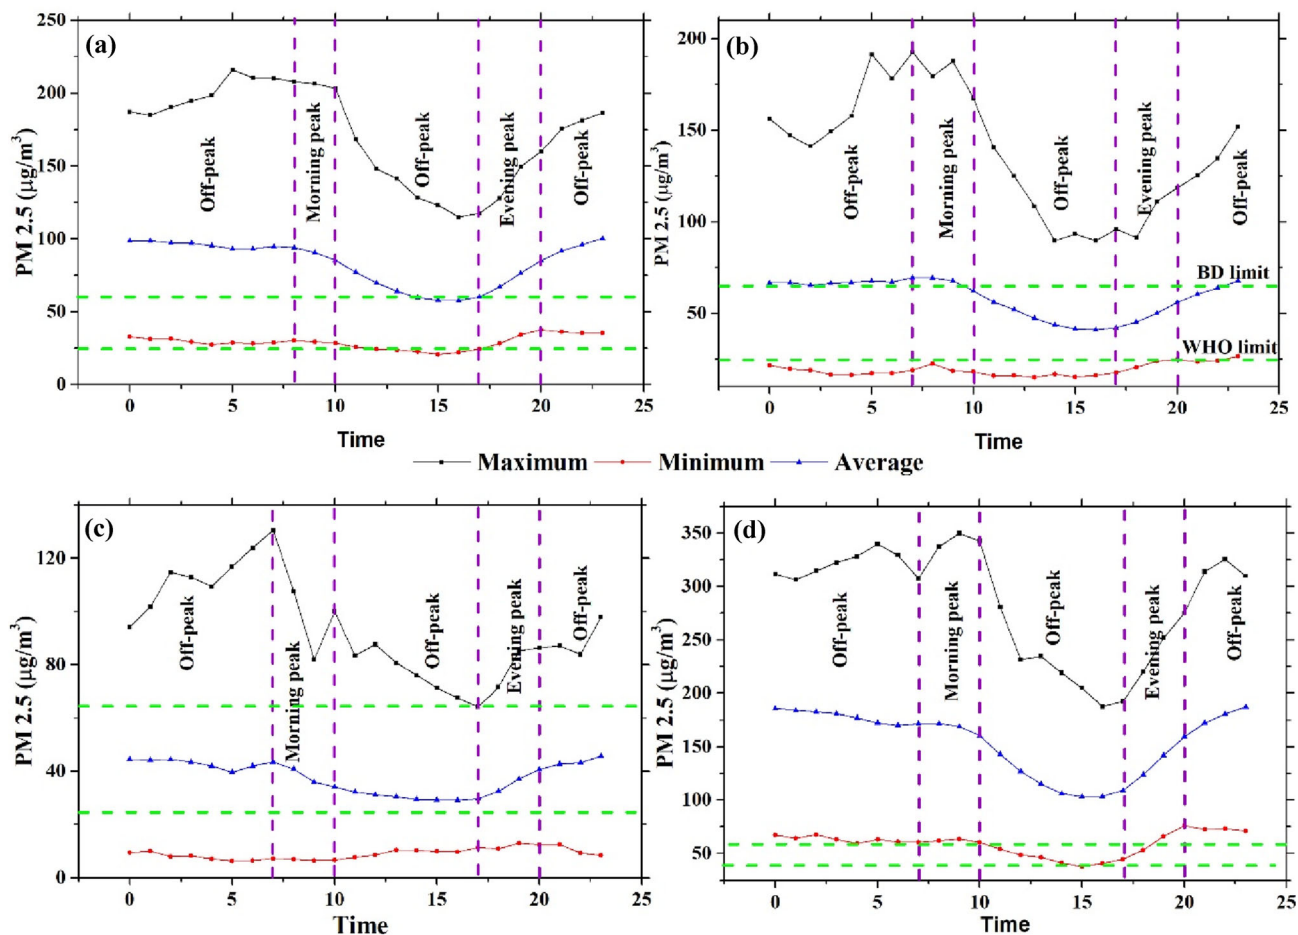 (a)
PM 2.5 (µg/m³)
250
200
150
100
50
0
Off-peak
Morning peak
Off-peak
Evening peak
Off-peak
0 5 10 15 20 25
Time
(b)
PM 2.5 (µg/m³)
200
150
100
50
Off-peak
Morning peak
Off-peak
Evening peak
Off-peak
BD limit
WHO limit
0 5 10 15 20 25
Time
Maximum Minimum Average
(c)
PM 2.5 (µg/m³)
120
80
40
0
Off-peak
Morning peak
Off-peak
Evening peak
Off-peak
0 5 10 15 20 25
Time
(d)
PM 2.5 (µg/m³)
350
300
250
200
150
100
50
Off-peak
Morning peak
Off-peak
Evening peak
Off-peak
0 5 10 15 20 25
Time